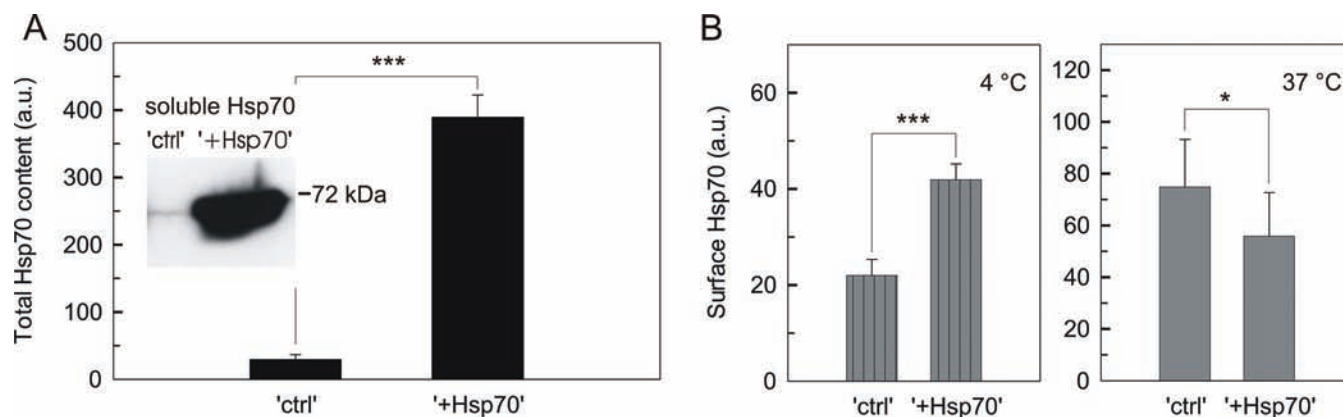 A
Total Hsp70 content (a.u.)
500
400
300
200
100
0
***
soluble Hsp70
'ctrl' '+Hsp70'
–72 kDa
'ctrl' '+Hsp70'
B
Surface Hsp70 (a.u.)
60
40
20
0
4 °C
***
'ctrl' '+Hsp70'
120
100
80
60
40
20
0
37 °C
*
'ctrl' '+Hsp70'